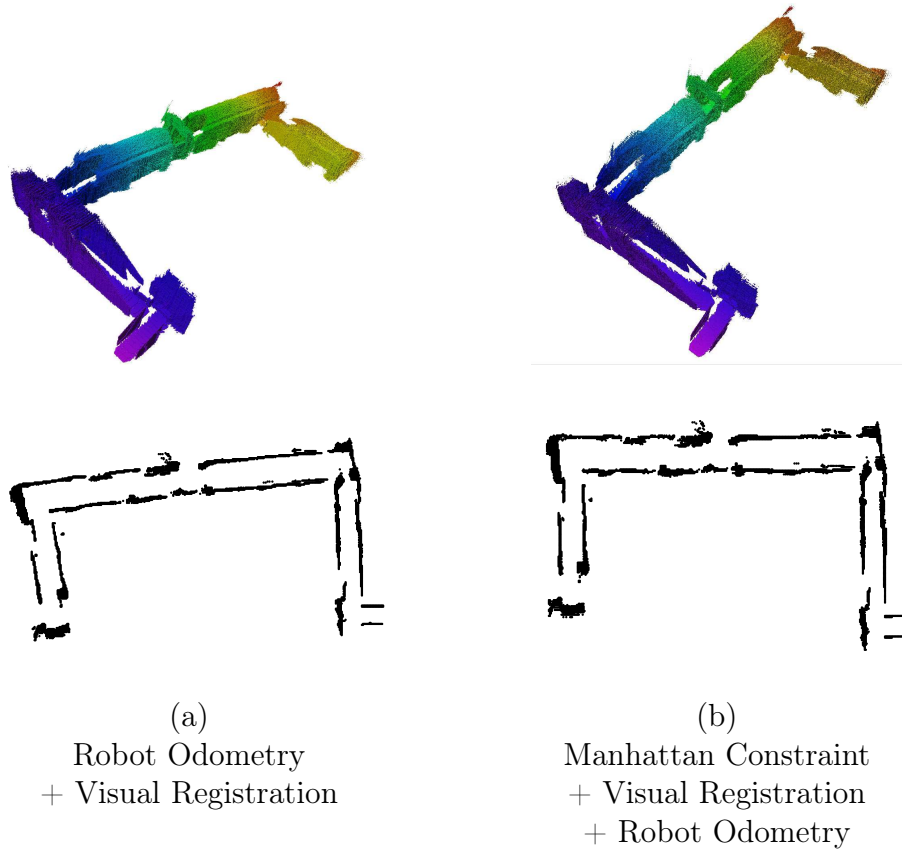 (a)
Robot Odometry
+ Visual Registration
(b)
Manhattan Constraint
+ Visual Registration
+ Robot Odometry